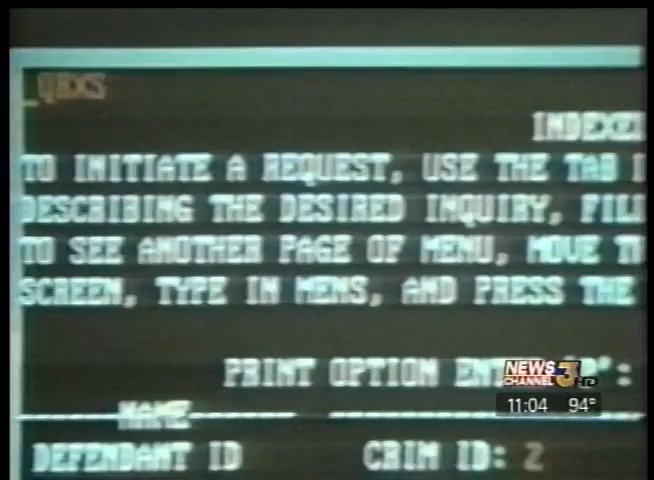 INDEXE
TO INITIATE A REQUEST, USE THE TAB
DESCRIBING THE DESIRED INQUIRY, FILL
TO SEE ANOTHER PAGE OF MENU, MOVE
SCREEN, TYPE IN MENS, AND PRESS THE
PRINT OPTION
NEWS
CHANNEL 3 HD
11:04 94°
NAME
DEFENDANT ID CRIM ID: Z